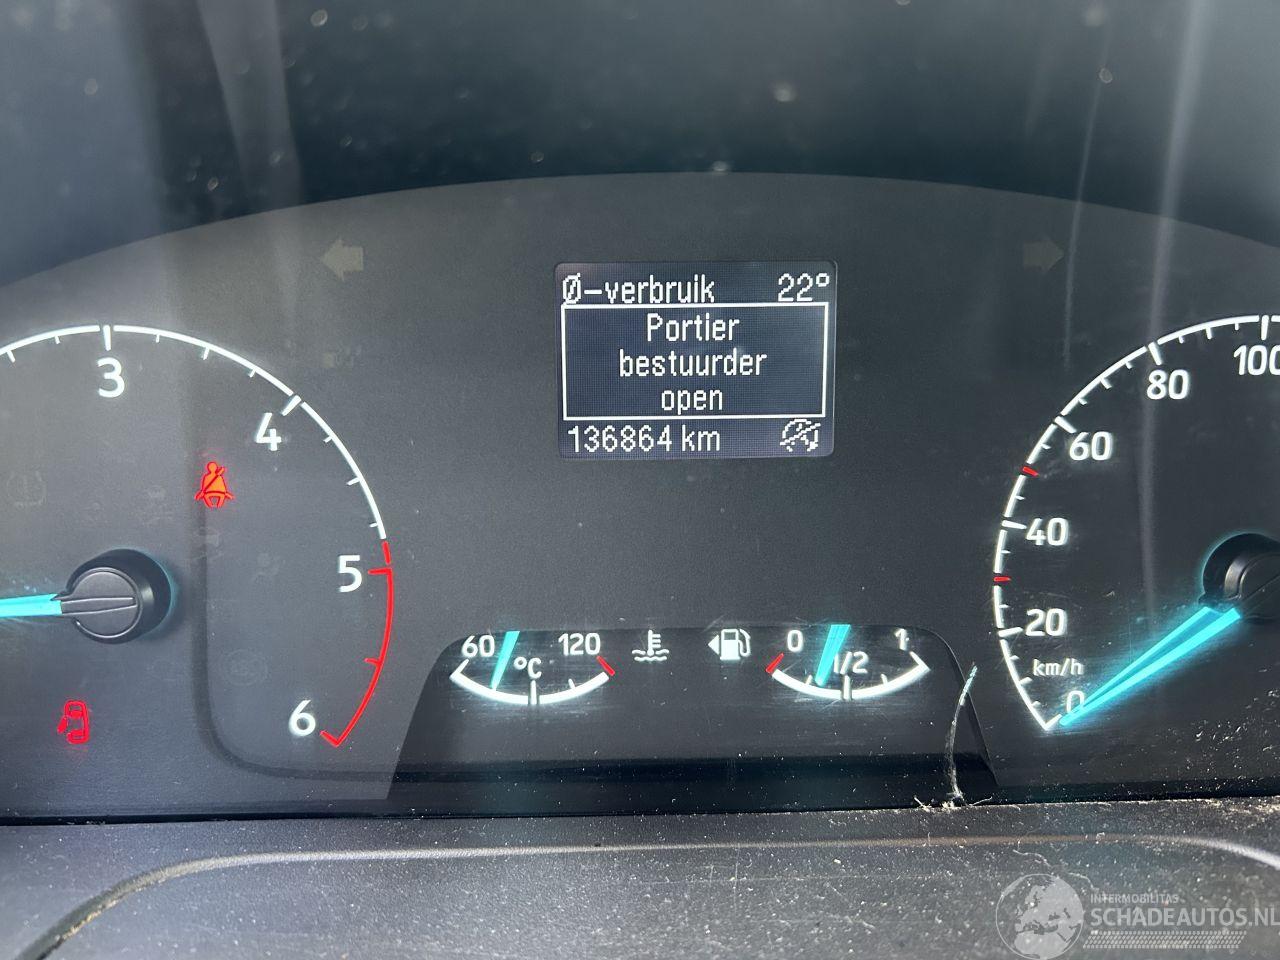 Ø-verbruik 22°
Portier
bestuurder
open
136864 km
3
4
5
6
60 120
°C
0 1/2 1
100
80
60
40
20
km/h
0
INTERMOBILITAS
SCHADEAUTOS.NL